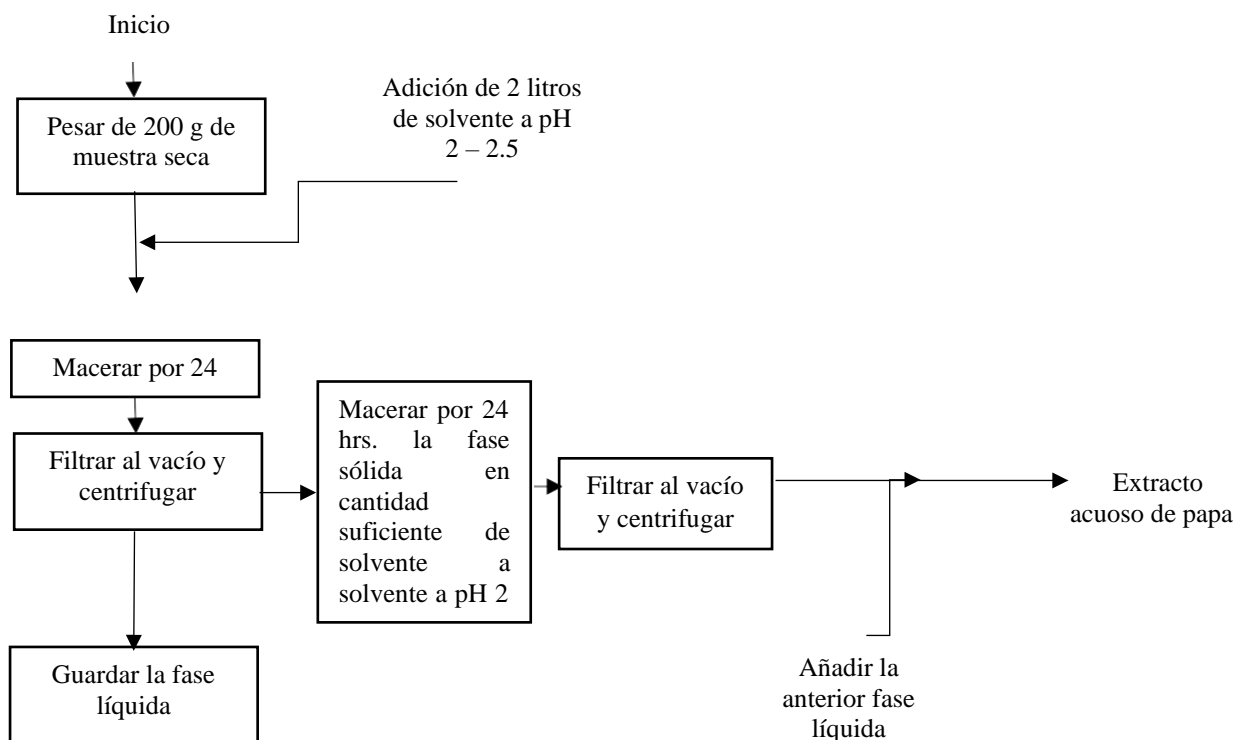 Inicio
Adición de 2 litros
de solvente a pH
2 – 2.5
Pesar de 200 g de
muestra seca
Macerar por 24
Filtrar al vacío y
centrifugar
Macerar por 24
hrs. la fase
sólida en
cantidad
suficiente de
solvente a
solvente a pH 2
Filtrar al vacío
y centrifugar
Extracto
acuoso de papa
Guardar la fase
líquida
Añadir la
anterior fase
líquida